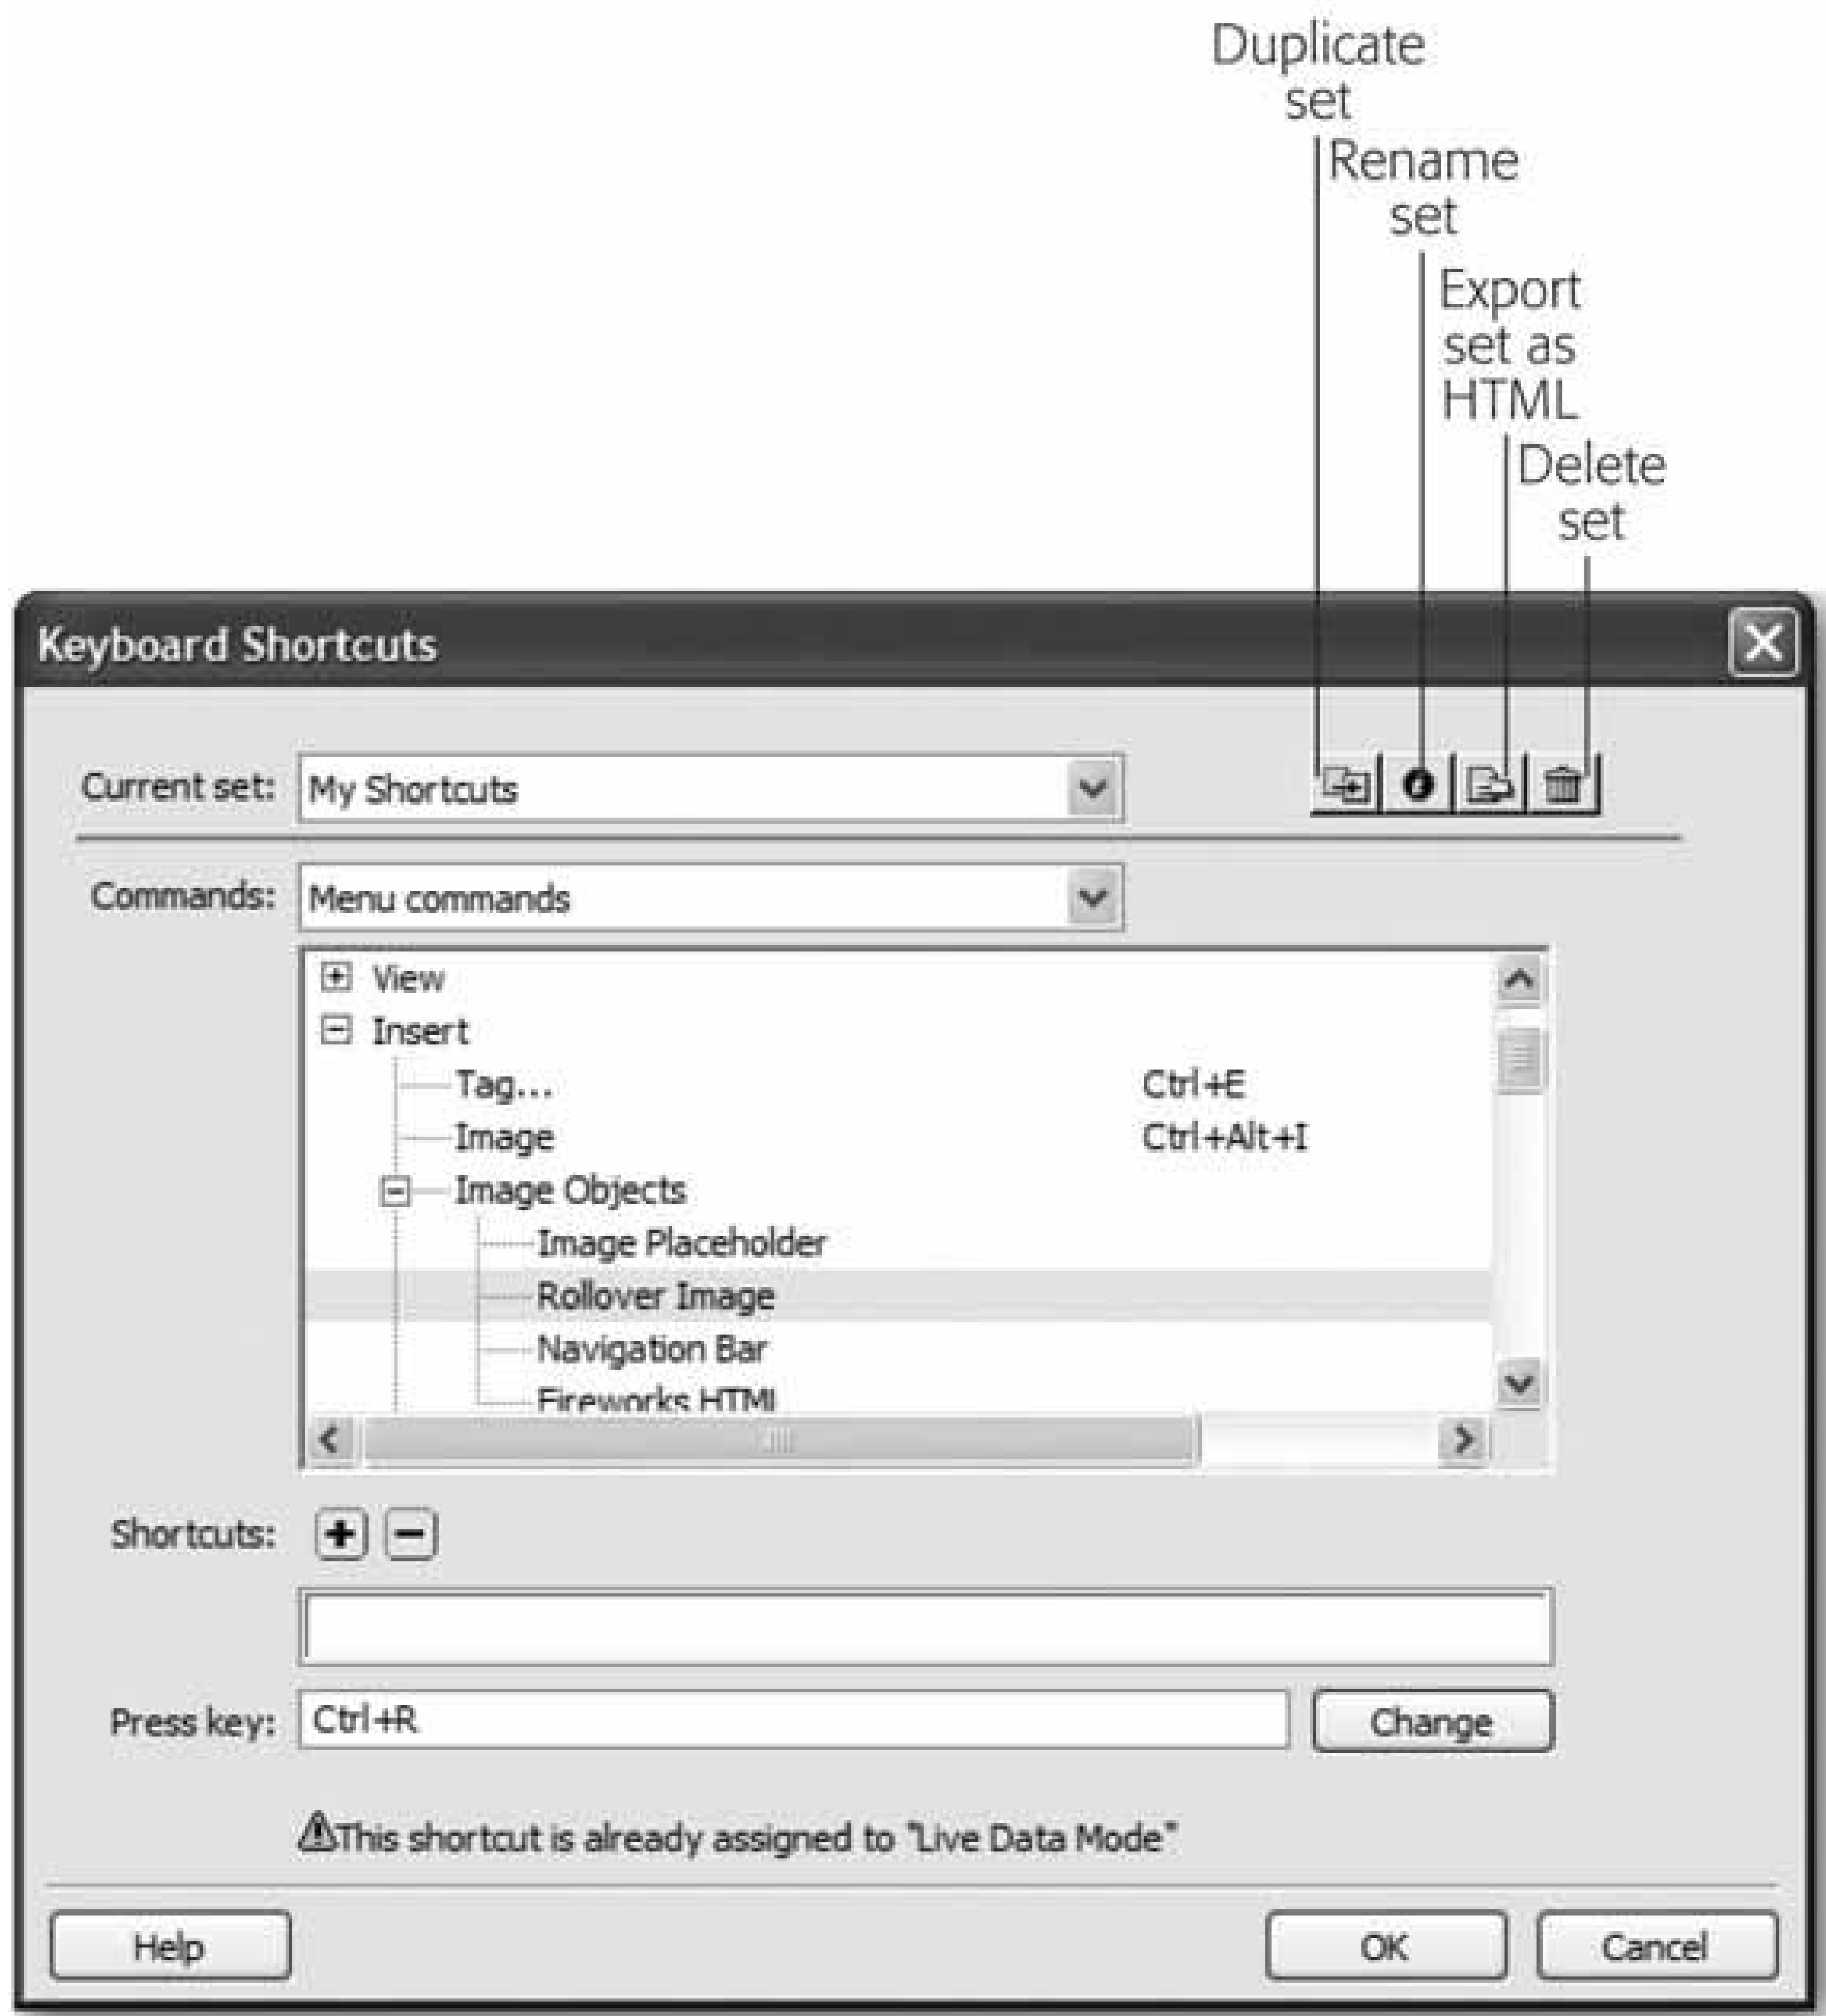 Duplicate
set
Rename
set
Export
set as
HTML
Delete
set
Keyboard Shortcuts
Current set: My Shortcuts
Commands: Menu commands
View
Insert
Tag... Ctrl+E
Image Ctrl+Alt+I
Image Objects
Image Placeholder
Rollover Image
Navigation Bar
Fireworks HTML
Shortcuts:
Press key: Ctrl+R Change
This shortcut is already assigned to "Live Data Mode"
Help OK Cancel